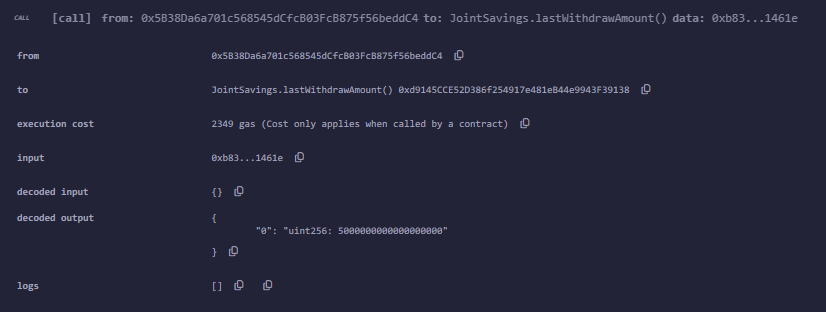 CALL [call] from: 0x5B38Da6a701c568545dCfcB03FcB875f56beddC4 to: JointSavings.lastWithdrawAmount() data: 0xb83...1461e
from 0x5B38Da6a701c568545dCfcB03FcB875f56beddC4
to JointSavings.lastWithdrawAmount() 0xd9145CCE52D386f254917e481eB44e9943F39138
execution cost 2349 gas (Cost only applies when called by a contract)
input 0xb83...1461e
decoded input {}
decoded output {
"0": "uint256: 5000000000000000000"
}
logs []